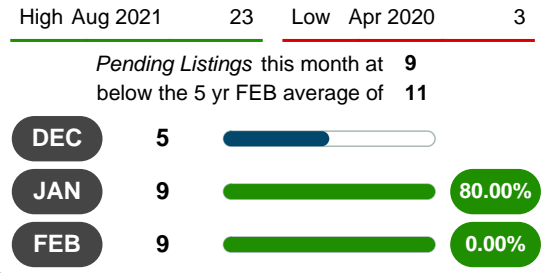 High Aug 2021 23 Low Apr 2020 3
Pending Listings this month at 9
below the 5 yr FEB average of 11
DEC 5
JAN 9 80.00%
FEB 9 0.00%